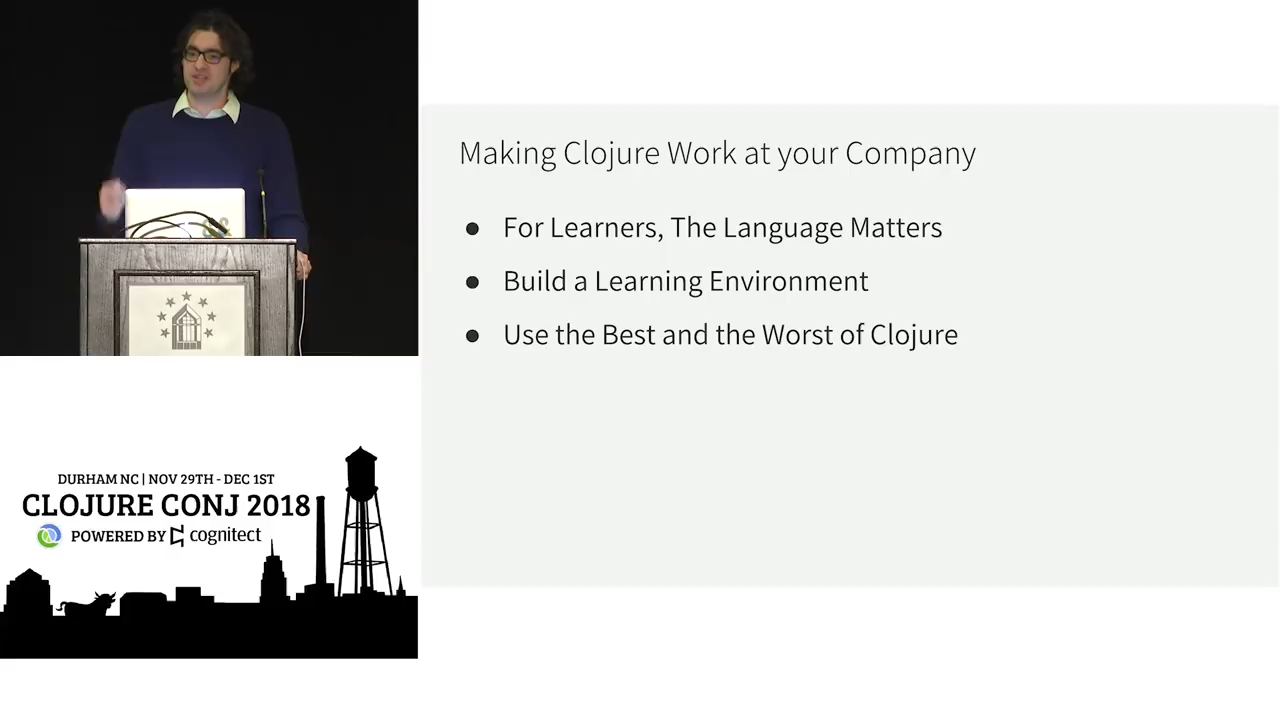 Making Clojure Work at your Company
● For Learners, The Language Matters
● Build a Learning Environment
● Use the Best and the Worst of Clojure
DURHAM NC | NOV 29TH - DEC 1ST
CLOJURE CONJ 2018
POWERED BY cognitect